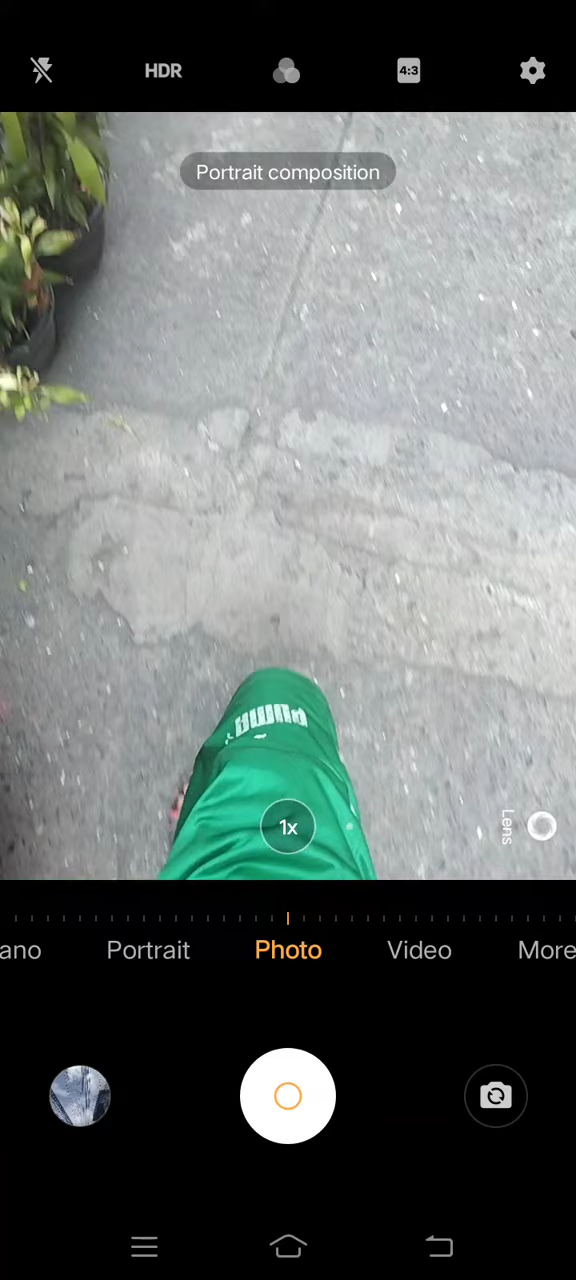 HDR
4:3
Portrait composition
PUMA
1x
Lens
ano
Portrait
Photo
Video
More